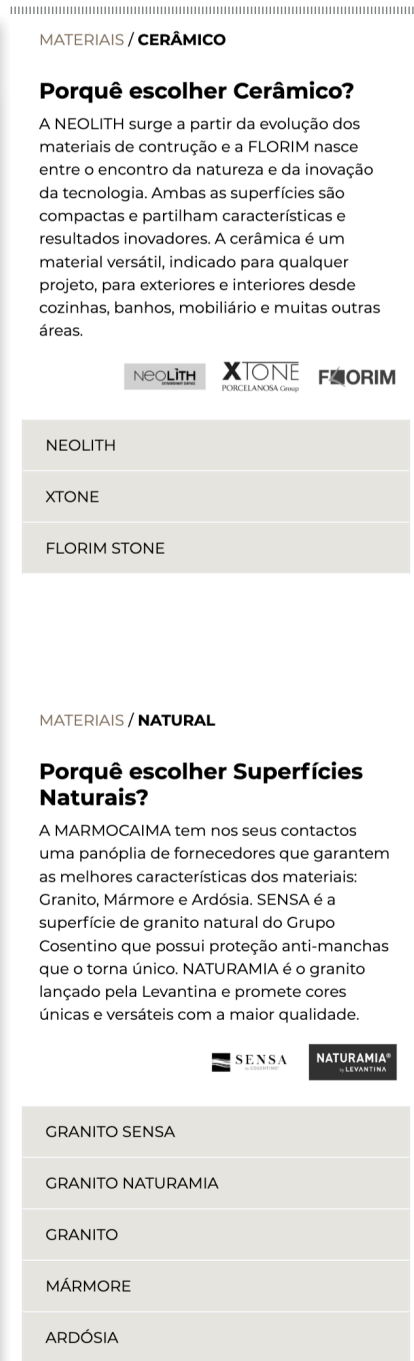 MATERIAIS / CERÂMICO
Porquê escolher Cerâmico?
A NEOLITH surge a partir da evolução dos
materiais de contrução e a FLORIM nasce
entre o encontro da natureza e da inovação
da tecnologia. Ambas as superfícies são
compactas e partilham características e
resultados inovadores. A cerâmica é um
material versátil, indicado para qualquer
projeto, para exteriores e interiores desde
cozinhas, banhos, mobiliário e muitas outras
áreas.
NEOLITH XTONE FLORIM
PORCELANOSA Group
NEOLITH
XTONE
FLORIM STONE
MATERIAIS / NATURAL
Porquê escolher Superfícies
Naturais?
A MARMOCAIMA tem nos seus contactos
uma panóplia de fornecedores que garantem
as melhores características dos materiais:
Granito, Mármore e Ardósia. SENSA é a
superfície de granito natural do Grupo
Cosentino que possui proteção anti-manchas
que o torna único. NATURAMIA é o granito
lançado pela Levantina e promete cores
únicas e versáteis com a maior qualidade.
SENSA NATURAMIA®
by COSENTINO® by LEVANTINA
GRANITO SENSA
GRANITO NATURAMIA
GRANITO
MÁRMORE
ARDÓSIA